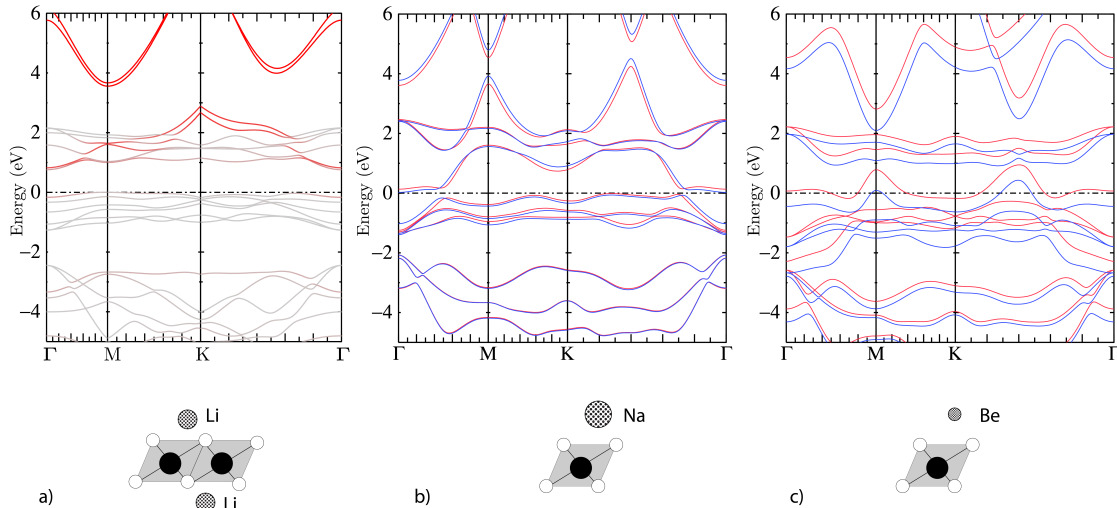 6 6 6
4 4 4
2 2 2
0 0 0
−2 −2 −2
−4 −4 −4
Energy (eV) Energy (eV) Energy (eV)
Γ M K Γ Γ M K Γ Γ M K Γ
Li Na Be
a) Li b) c)